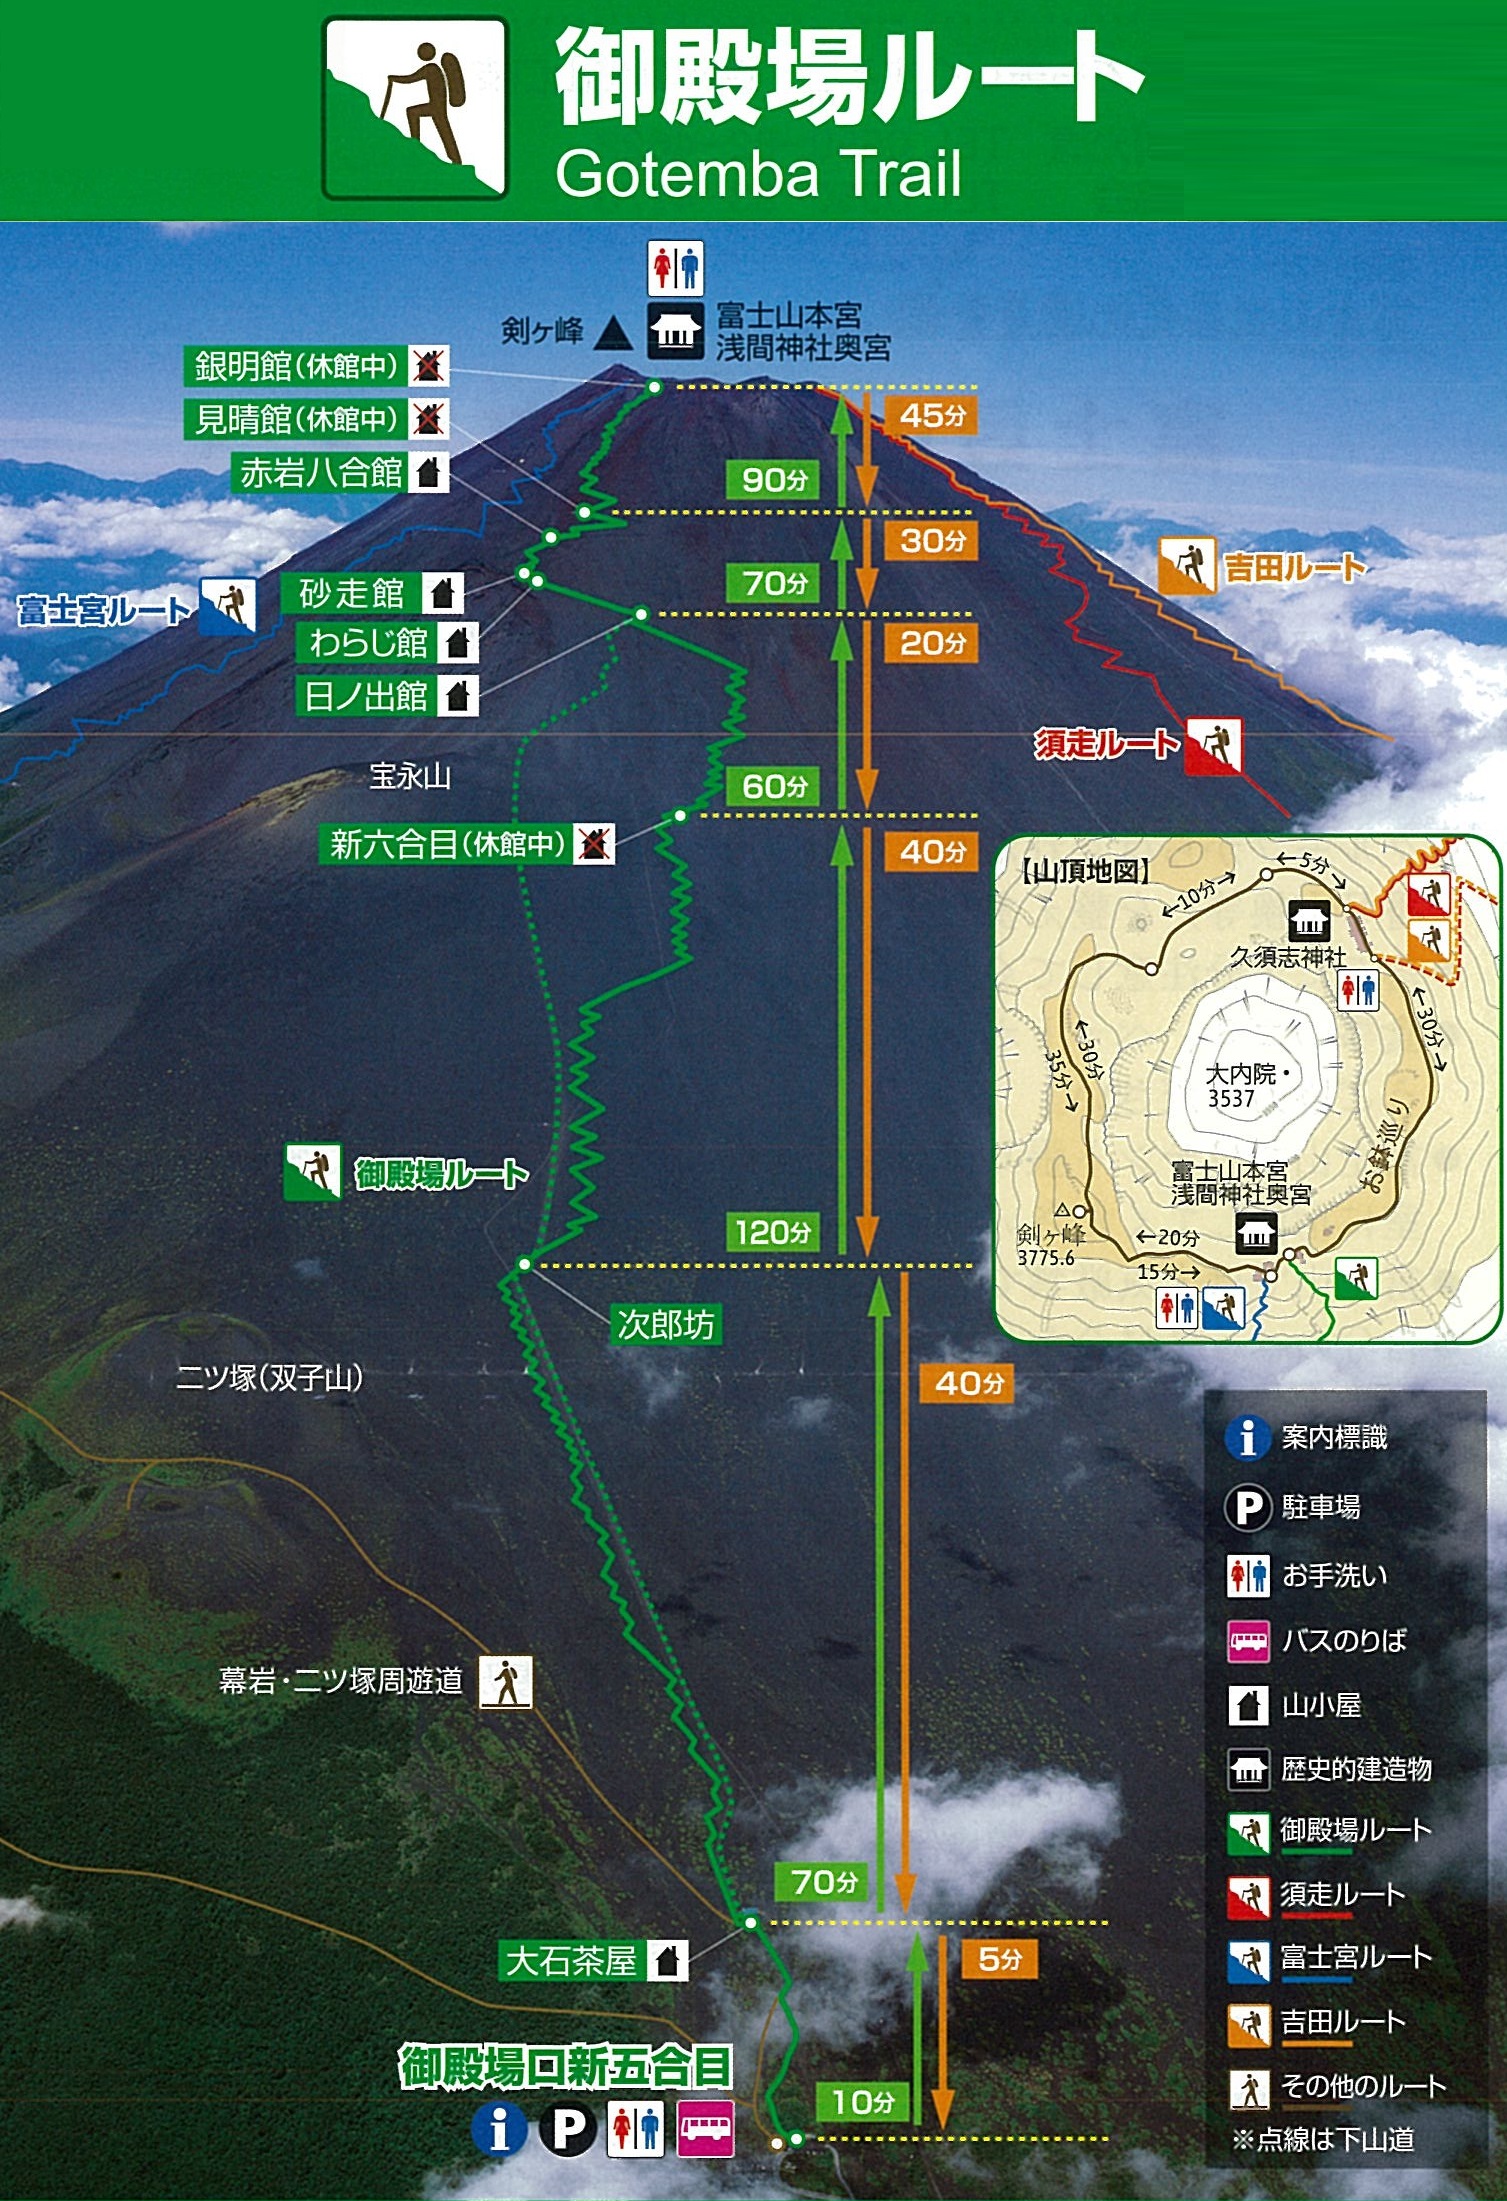 御殿場ルート
Gotemba Trail
剣ヶ峰
富士山本宮
浅間神社奥宮
銀明館(休館中)
見晴館(休館中)
赤岩八合館
45分
90分
30分
70分
吉田ルート
富士宮ルート
砂走館
わらじ館
日ノ出館
20分
須走ルート
宝永山
60分
新六合目(休館中)
40分
【山頂地図】
←10分→
←5分→
久須志神社
←30分→
大内院・
3537
←30分
35分→
お鉢巡り
富士山本宮
浅間神社奥宮
剣ヶ峰
3775.6
←20分
15分→
御殿場ルート
120分
次郎坊
二ツ塚(双子山)
40分
幕岩・二ツ塚周遊道
70分
大石茶屋
5分
御殿場口新五合目
i
P
10分
i 案内標識
P 駐車場
お手洗い
バスのりば
山小屋
歴史的建造物
御殿場ルート
須走ルート
富士宮ルート
吉田ルート
その他のルート
※点線は下山道